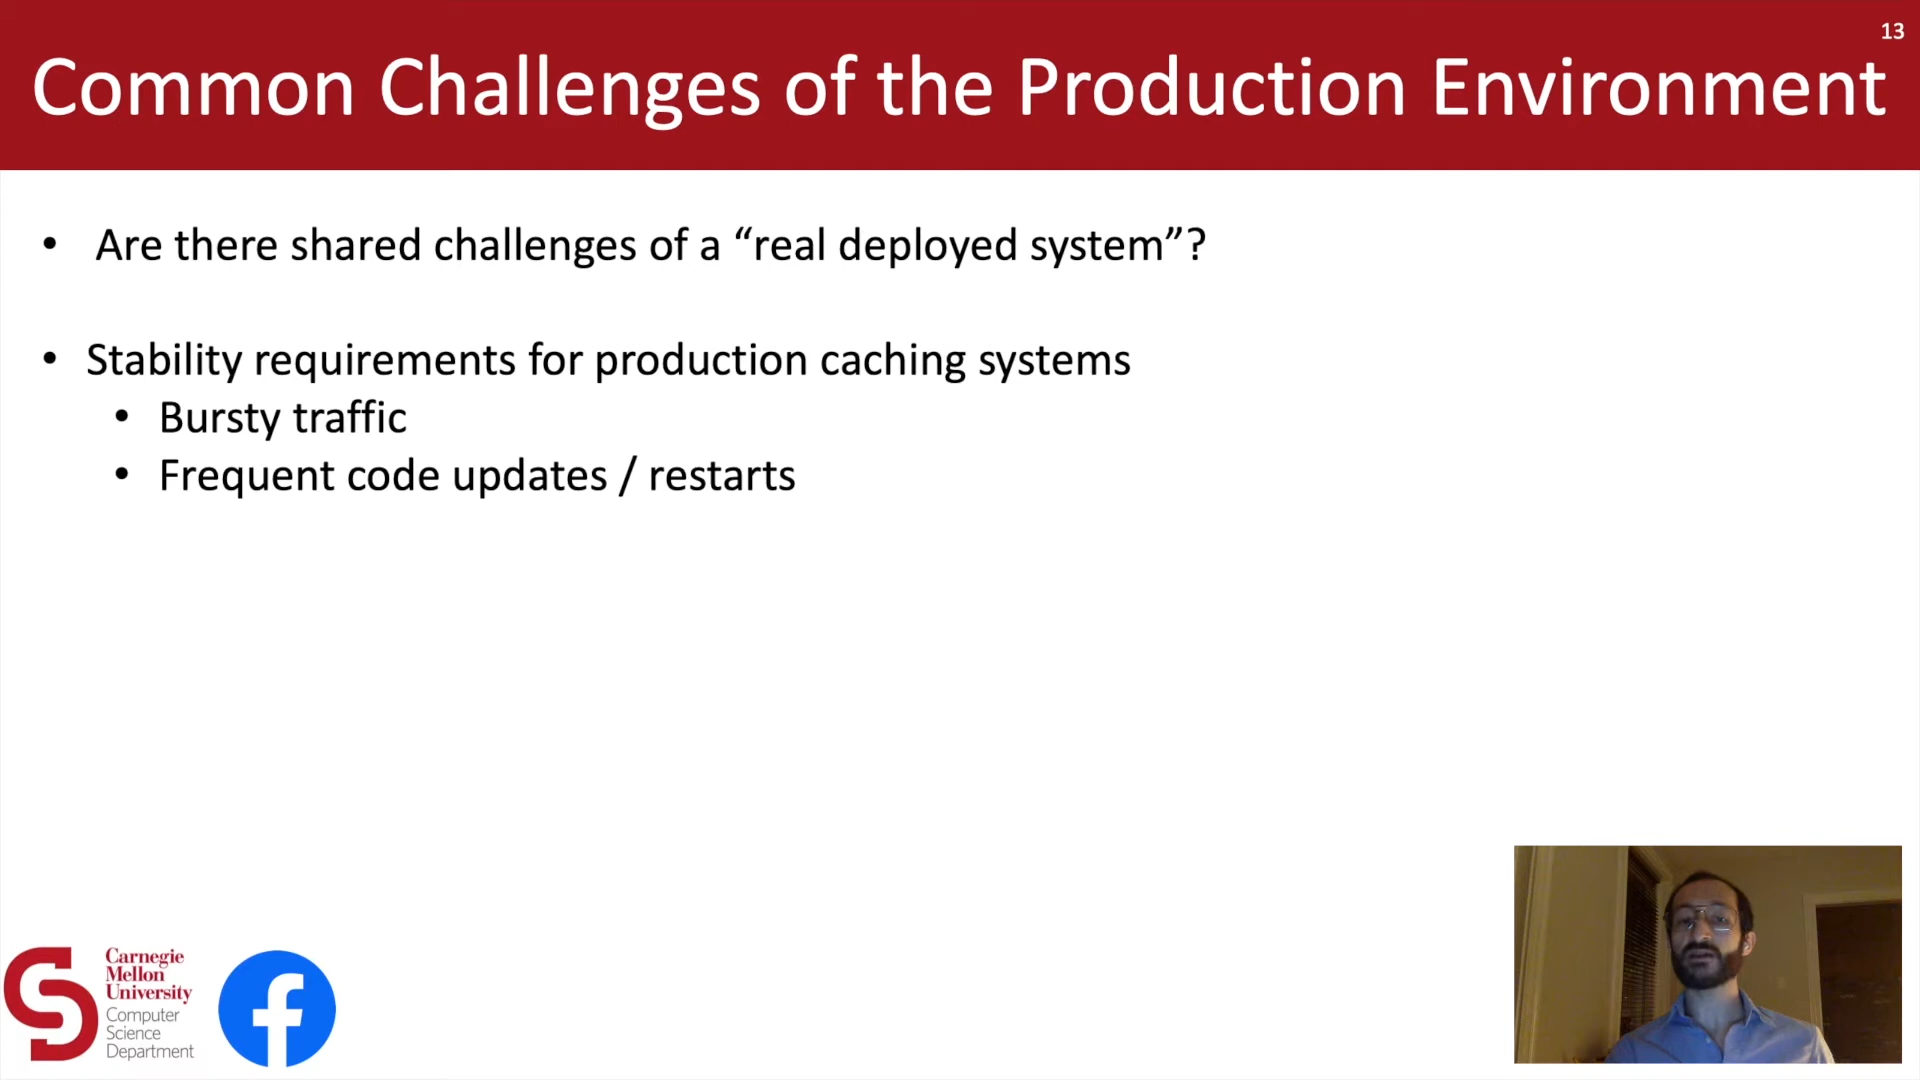 13
Common Challenges of the Production Environment
• Are there shared challenges of a “real deployed system”?
• Stability requirements for production caching systems
• Bursty traffic
• Frequent code updates / restarts
Carnegie
Mellon
University
Computer
Science
Department